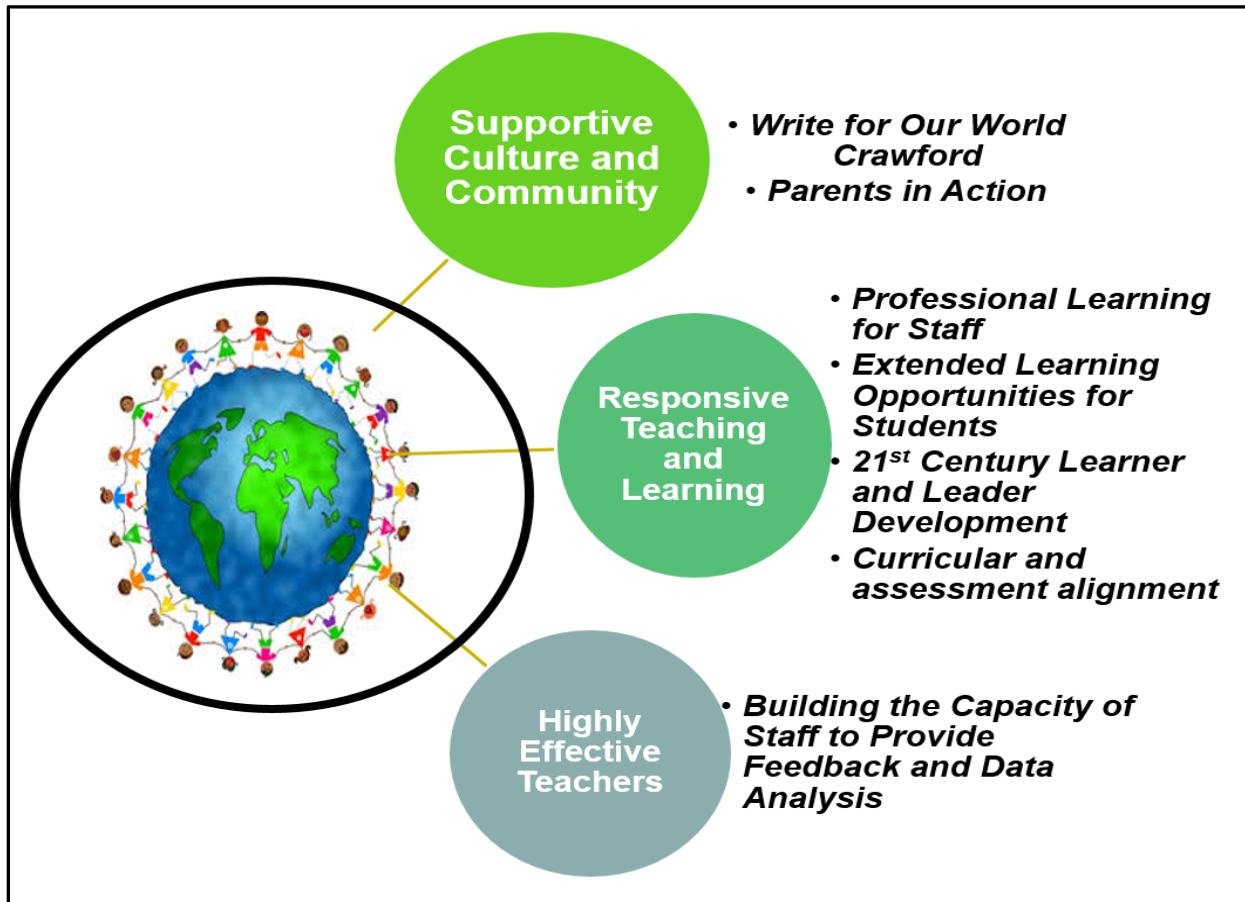 Supportive
Culture and
Community
• Write for Our World
Crawford
• Parents in Action
Responsive
Teaching
and
Learning
• Professional Learning
for Staff
• Extended Learning
Opportunities for
Students
• 21st Century Learner
and Leader
Development
• Curricular and
assessment alignment
Highly
Effective
Teachers
• Building the Capacity of
Staff to Provide
Feedback and Data
Analysis